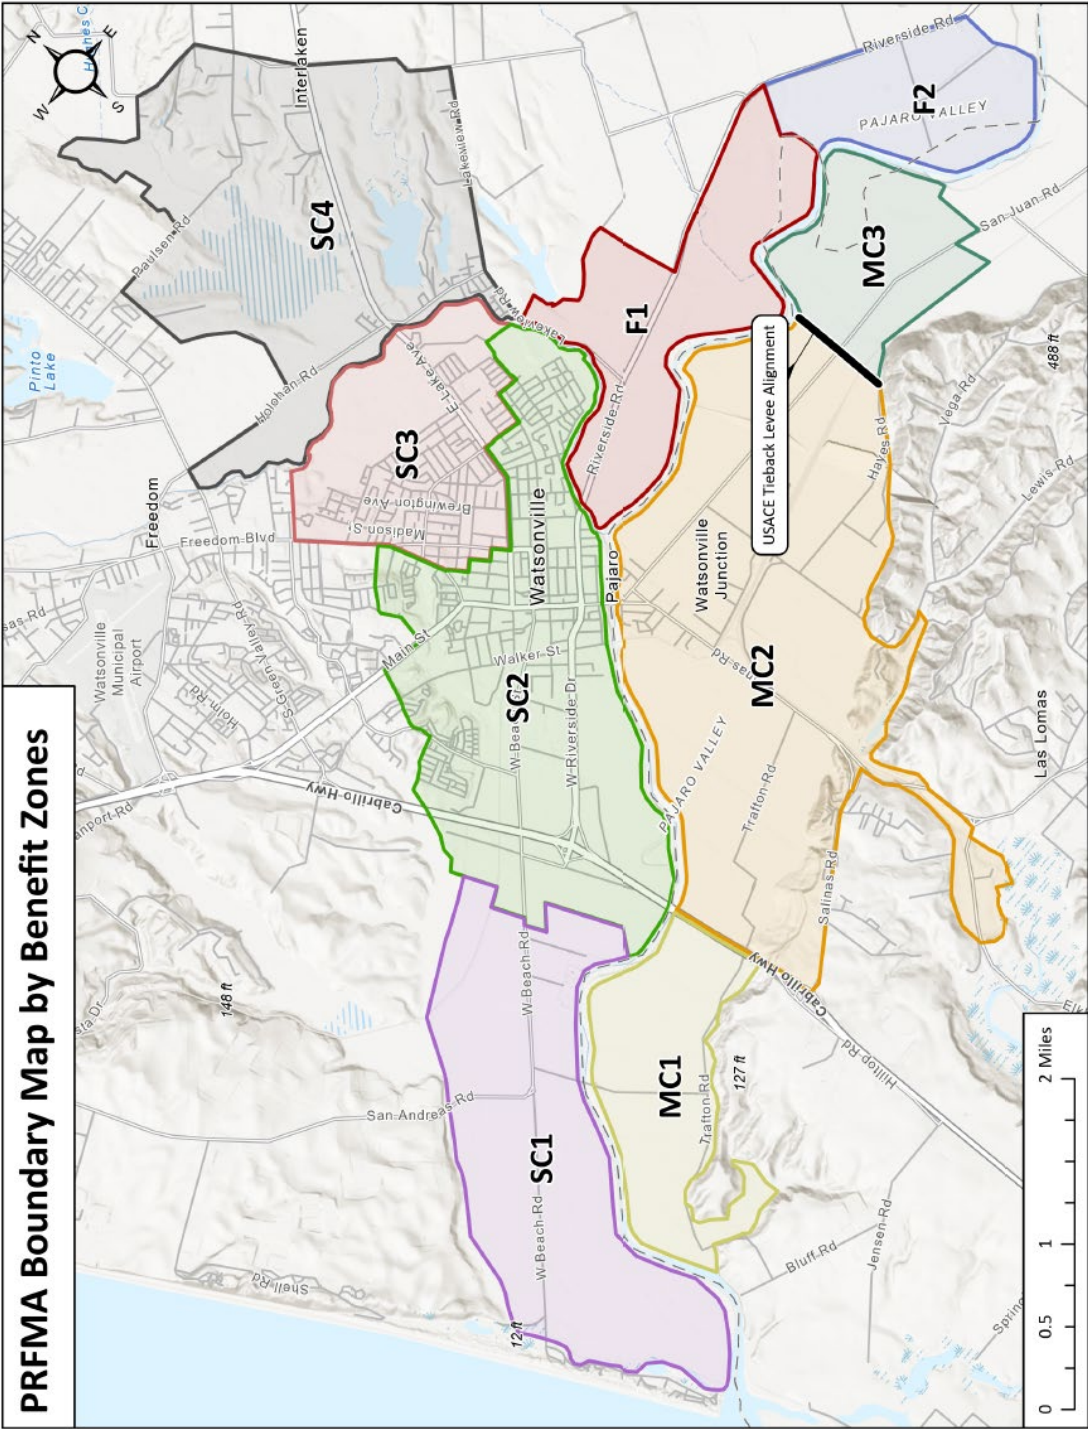 PRFMA Boundary Map by Benefit Zones
N
E
S
W
Pinto
Lake
Interlaken
Paulsen Rd
Lakeview Rd
SC4
Holohan Rd
Lakeview Rd
Riverside Rd
F2
PAJARO VALLEY
F1
MC3
San Juan Rd
Freedom
Freedom Blvd
E Lake Ave
SC3
Brewington Ave
Madison St
Riverside Rd
USACE Tieback Levee Alignment
488 ft
Vega Rd
Hayes Rd
Lewis Rd
Watsonville
Municipal
Airport
Holm Rd
S Green Valley Rd
Main St
Watsonville
Walker St
SC2
W Riverside Dr
Pajaro
Watsonville
Junction
MC2
PAJARO VALLEY
Trafton Rd
Salinas Rd
Las Lomas
Cabrillo Hwy
148 ft
W Beach Rd
San Andreas Rd
SC1
W Beach Rd
Shell Rd
12 ft
MC1
Trafton Rd
127 ft
Cabrillo Hwy
Hilltop Rd
Bluff Rd
Jensen Rd
0 0.5 1 2 Miles